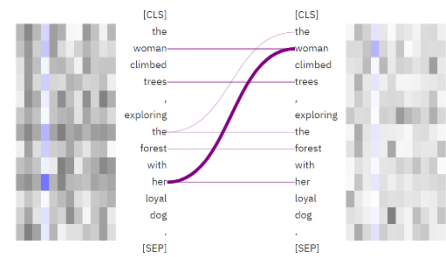 [CLS] [CLS]
the the
woman woman
climbed climbed
trees trees
, ,
exploring exploring
the the
forest forest
with with
her her
loyal loyal
dog dog
. .
[SEP] [SEP]